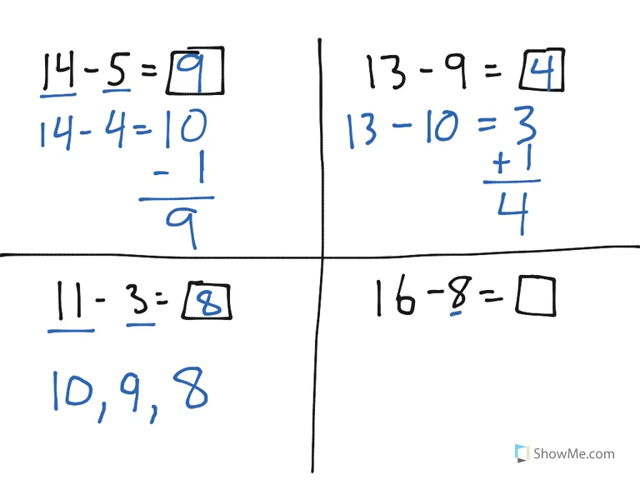 14 - 5 = 9
14 - 4 = 10
- 1
9
13 - 9 = 4
13 - 10 = 3
+ 1
4
11 - 3 = 8
10, 9, 8
16 - 8 =
ShowMe.com